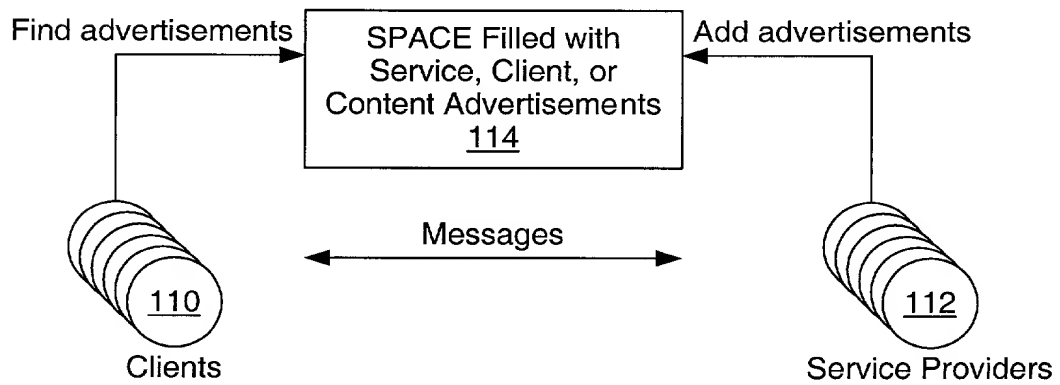 Find advertisements
SPACE Filled with
Service, Client, or
Content Advertisements
114
Add advertisements
Messages
110
Clients
112
Service Providers